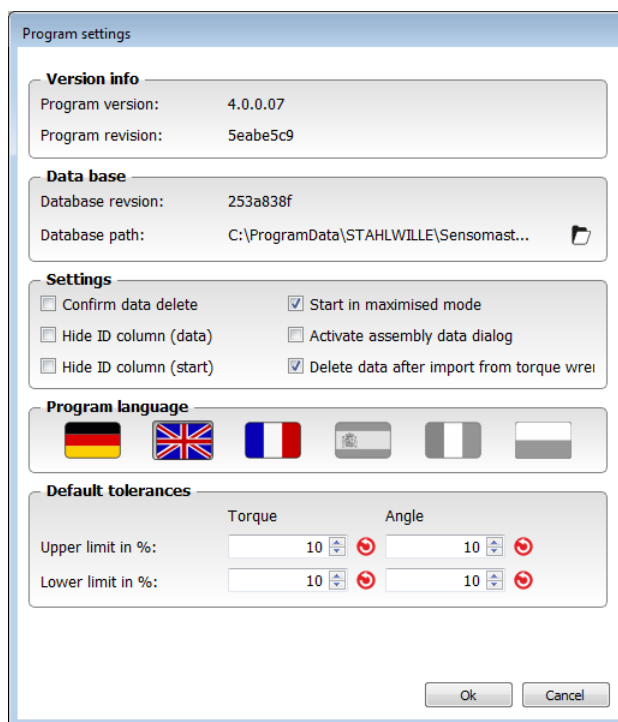 Program settings
Version info
Program version: 4.0.0.07
Program revision: 5eabe5c9
Data base
Database revsion: 253a838f
Database path: C:\ProgramData\STAHLWILLE\Sensomast...
Settings
Confirm data delete Start in maximised mode
Hide ID column (data) Activate assembly data dialog
Hide ID column (start) Delete data after import from torque wre
Program language
Default tolerances
Torque Angle
Upper limit in %: 10 10
Lower limit in %: 10 10
Ok Cancel